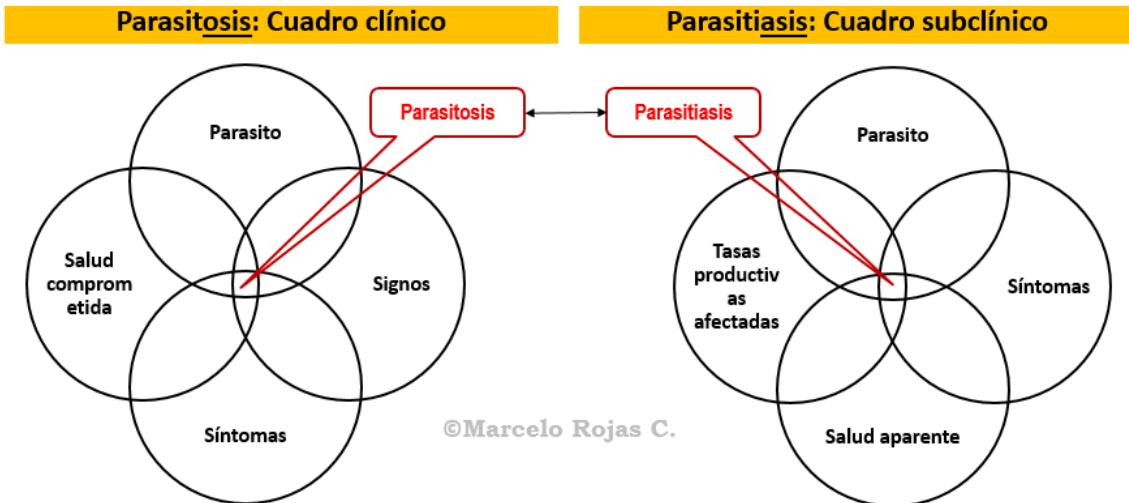 Parasitosis: Cuadro clínico
Parasitiasis: Cuadro subclínico
Parasitosis
Parasitiasis
Parasito
Salud
comprom
etida
Signos
Síntomas
Parasito
Tasas
productiv
as
afectadas
Síntomas
Salud aparente
©Marcelo Rojas C.